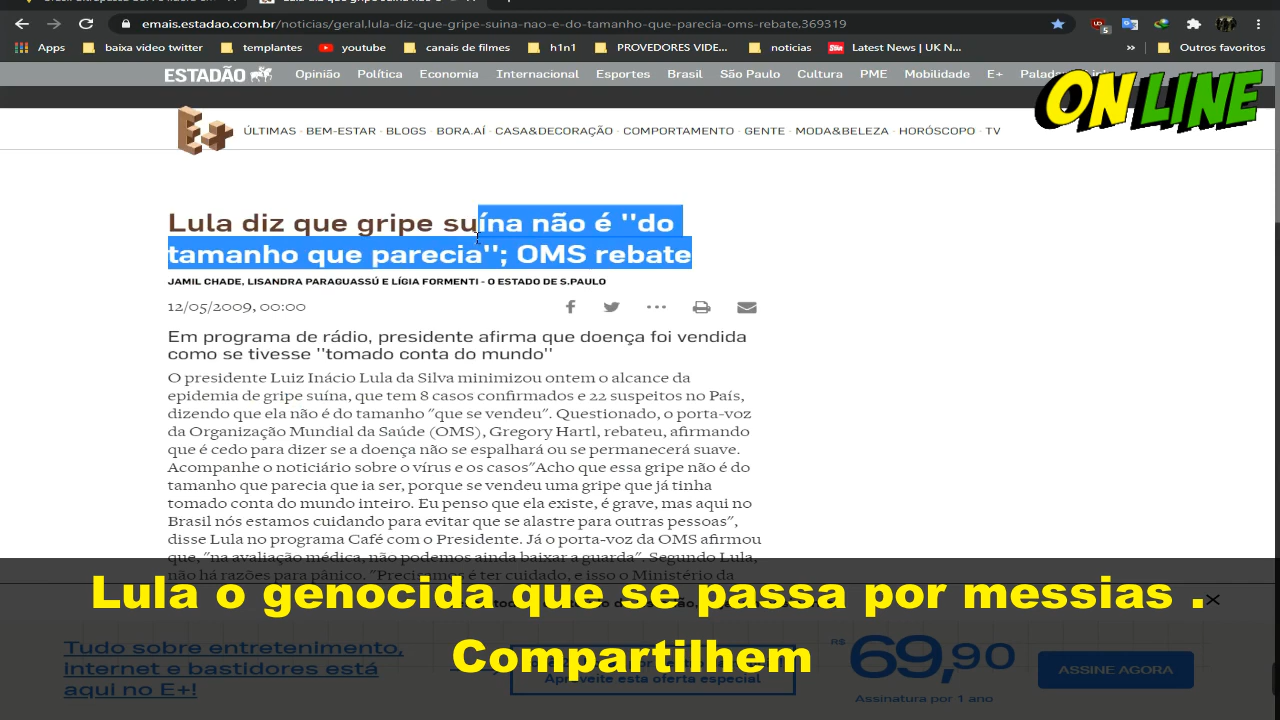 emais.estadao.com.br/noticias/geral,lula-diz-que-gripe-suina-nao-e-do-tamanho-que-parecia-oms-rebate,369319
Apps baixa video twitter templantes youtube canais de filmes h1n1 PROVEDORES VIDE... noticias Latest News | UK N... » Outros favoritos
ESTADÃO Opinião Política Economia Internacional Esportes Brasil São Paulo Cultura PME Mobilidade E+
ON LINE
E+ ÚLTIMAS · BEM-ESTAR · BLOGS · BORA.AÍ · CASA&DECORAÇÃO · COMPORTAMENTO · GENTE · MODA&BELEZA · HORÓSCOPO · TV
Lula diz que gripe suína não é ''do
tamanho que parecia''; OMS rebate
JAMIL CHADE, LISANDRA PARAGUASSÚ E LÍGIA FORMENTI - O ESTADO DE S.PAULO
12/05/2009, 00:00
Em programa de rádio, presidente afirma que doença foi vendida
como se tivesse ''tomado conta do mundo''
O presidente Luiz Inácio Lula da Silva minimizou ontem o alcance da
epidemia de gripe suína, que tem 8 casos confirmados e 22 suspeitos no País,
dizendo que ela não é do tamanho "que se vendeu". Questionado, o porta-voz
da Organização Mundial da Saúde (OMS), Gregory Hartl, rebateu, afirmando
que é cedo para dizer se a doença não se espalhará ou se permanecerá suave.
Acompanhe o noticiário sobre o vírus e os casos"Acho que essa gripe não é do
tamanho que parecia que ia ser, porque se vendeu uma gripe que já tinha
tomado conta do mundo inteiro. Eu penso que ela existe, é grave, mas aqui no
Brasil nós estamos cuidando para evitar que se alastre para outras pessoas",
disse Lula no programa Café com o Presidente. Já o porta-voz da OMS afirmou
que, "na avaliação médica, não podemos ainda baixar a guarda". Segundo Lula,
não há razões para pânico. "Precisamos é ter cuidado, e isso o Ministério da
Lula o genocida que se passa por messias .
Compartilhem
Tudo sobre entretenimento,
internet e bastidores está
aqui no E+!
Aproveite esta oferta especial
R$ 69,90
Assinatura por 1 ano
ASSINE AGORA